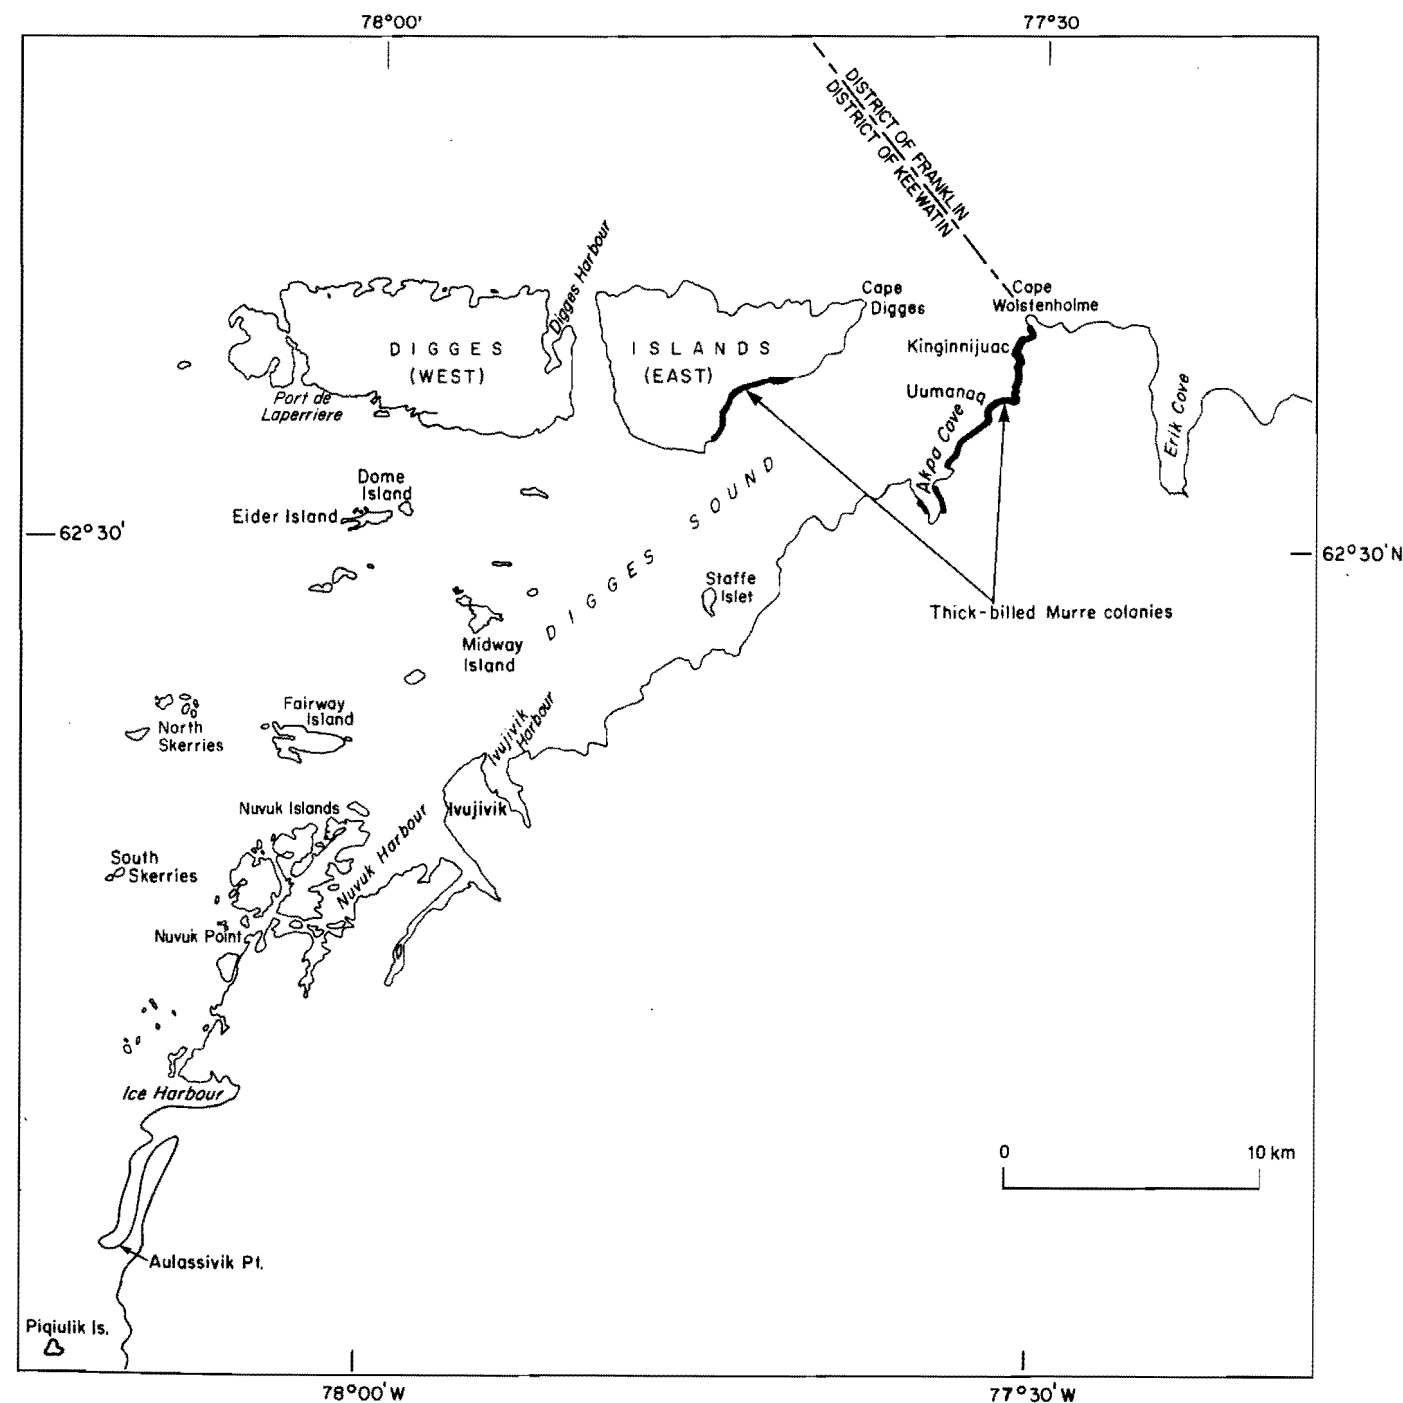 78°00'
77°30
DISTRICT OF FRANKLIN
DISTRICT OF KEEWATIN
Digges Harbour
Cape
Digges
Cape
Wolstenholme
DIGGES
(WEST)
ISLANDS
(EAST)
Kinginnijuac
Uumanaq
Akpa Cove
Erik Cove
Port de
Laperriere
Dome
Island
Eider Island
62°30'
62°30'N
DIGGES SOUND
Staffe
Islet
Thick-billed Murre colonies
Midway
Island
Fairway
Island
North
Skerries
Ivujivik
Harbour
Nuvuk Islands
Ivujivik
Nuvuk Harbour
South
Skerries
Nuvuk Point
Ice Harbour
0
10 km
Aulassivik Pt.
Piqiulik Is.
78°00'W
77°30'W